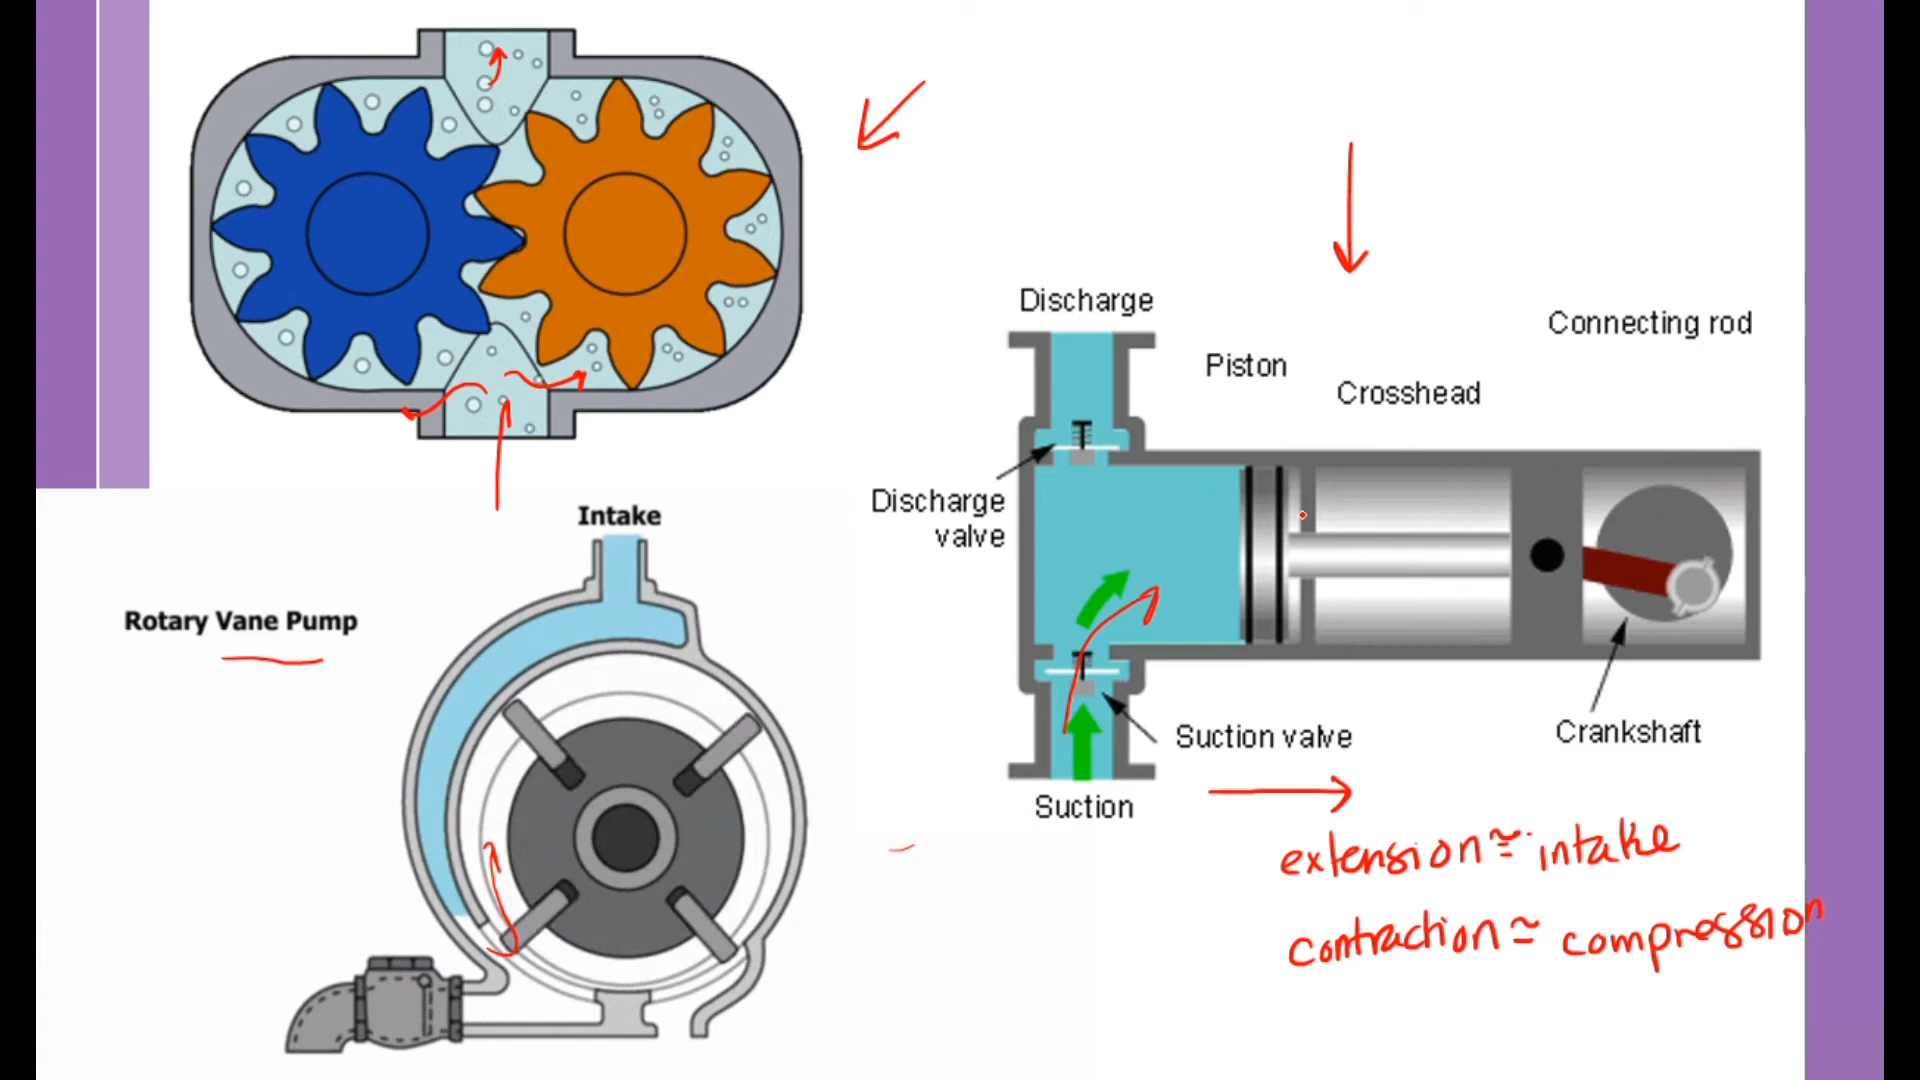 Discharge
Connecting rod
Piston
Crosshead
Discharge
valve
Intake
Rotary Vane Pump
Suction valve
Crankshaft
Suction
extension ≅ intake
contraction ≅ compression